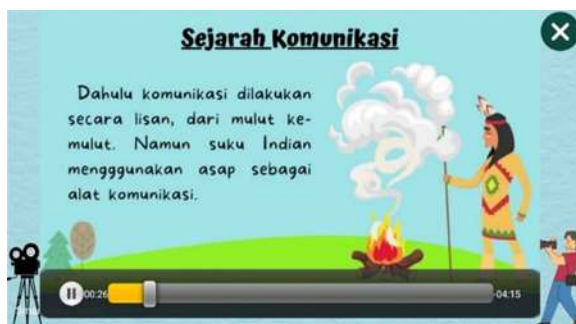 Sejarah Komunikasi
Dahulu komunikasi dilakukan
secara lisan, dari mulut ke-
mulut. Namun suku Indian
mengggunakan asap sebagai
alat komunikasi.
00:26
-04:15